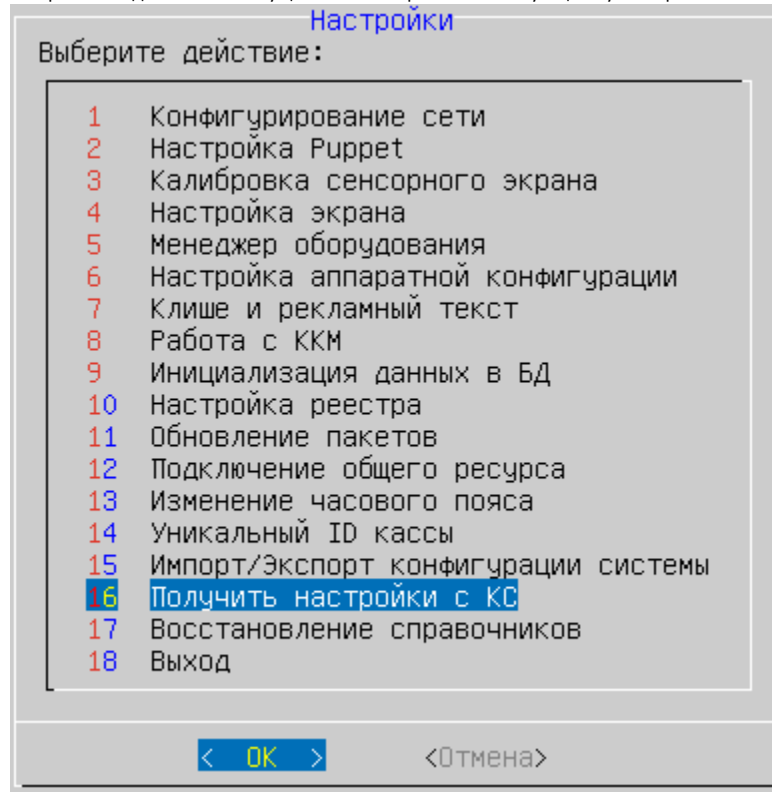 Настройки
Выберите действие:
1 Конфигурирование сети
2 Настройка Puppet
3 Калибровка сенсорного экрана
4 Настройка экрана
5 Менеджер оборудования
6 Настройка аппаратной конфигурации
7 Клише и рекламный текст
8 Работа с ККМ
9 Инициализация данных в БД
10 Настройка реестра
11 Обновление пакетов
12 Подключение общего ресурса
13 Изменение часового пояса
14 Уникальный ID кассы
15 Импорт/Экспорт конфигурации системы
16 Получить настройки с КС
17 Восстановление справочников
18 Выход
< OK > <Отмена>